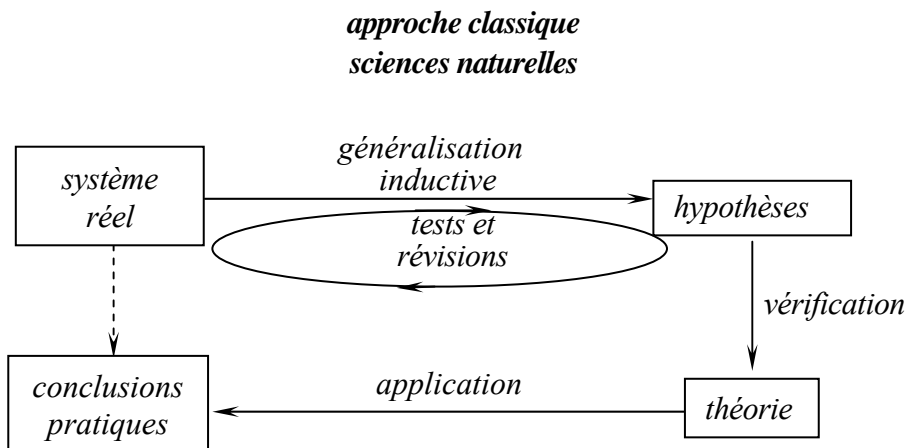 approche classique
sciences naturelles
généralisation
inductive
système
réel
hypothèses
tests et
révisions
vérification
conclusions
pratiques
application
théorie